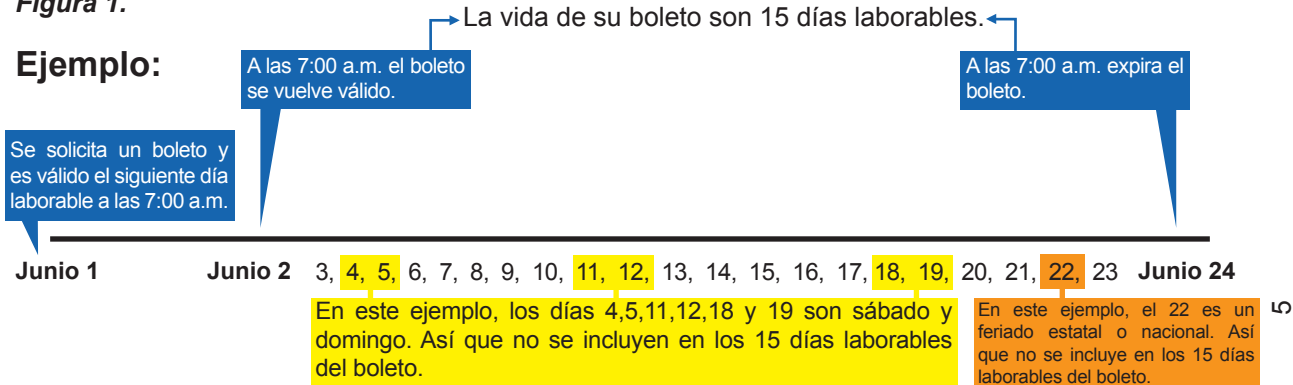 Figura 1.
La vida de su boleto son 15 días laborables.
Ejemplo:
A las 7:00 a.m. el boleto
se vuelve válido.
A las 7:00 a.m. expira el
boleto.
Se solicita un boleto y
es válido el siguiente día
laborable a las 7:00 a.m.
Junio 1 Junio 2 3, 4, 5, 6, 7, 8, 9, 10, 11, 12, 13, 14, 15, 16, 17, 18, 19, 20, 21, 22, 23 Junio 24
En este ejemplo, los días 4,5,11,12,18 y 19 son sábado y
domingo. Así que no se incluyen en los 15 días laborables
del boleto.
En este ejemplo, el 22 es un
feriado estatal o nacional. Así
que no se incluye en los 15 días
laborables del boleto.
5